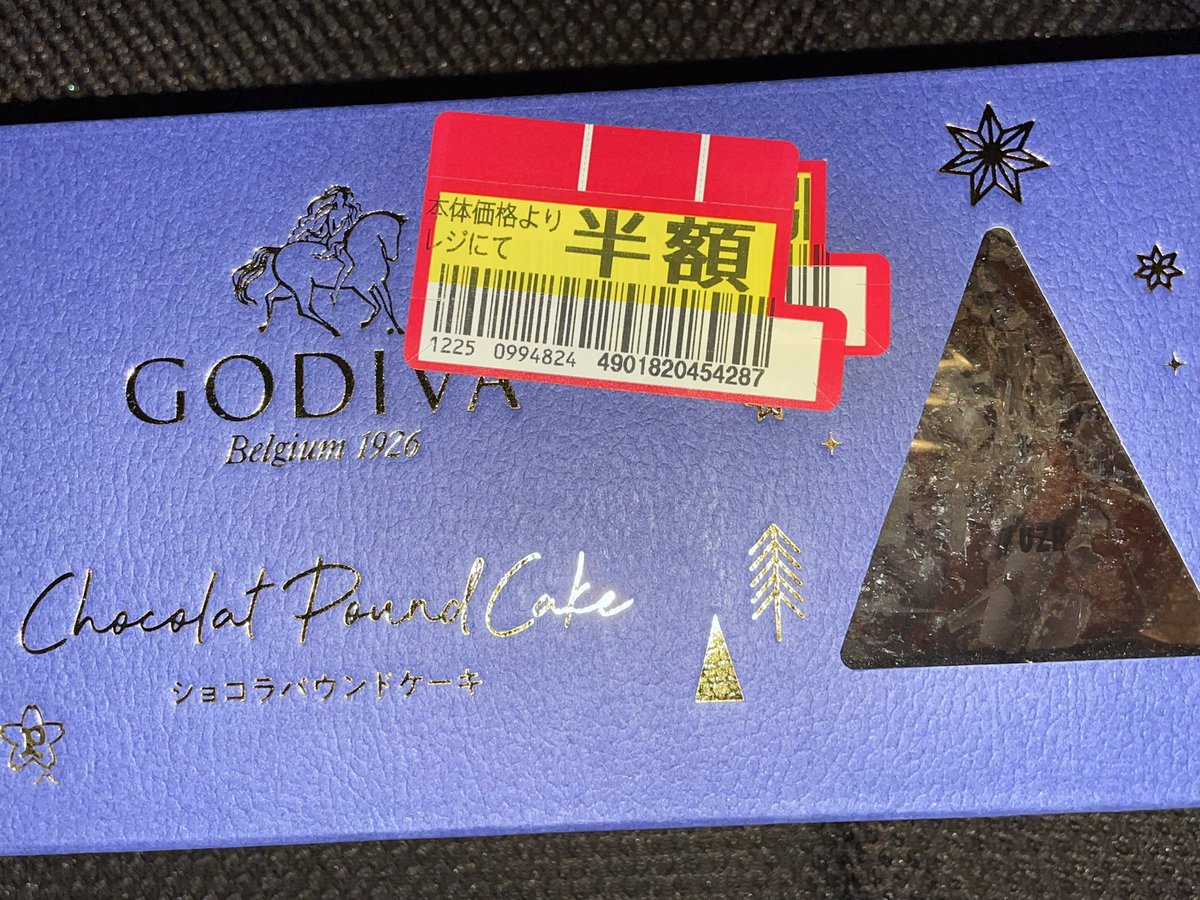 本体価格より
レジにて
半額
1225 0994824 4901820454287
GODIVA
Belgium 1926
Chocolat Pound Cake
ショコラパウンドケーキ